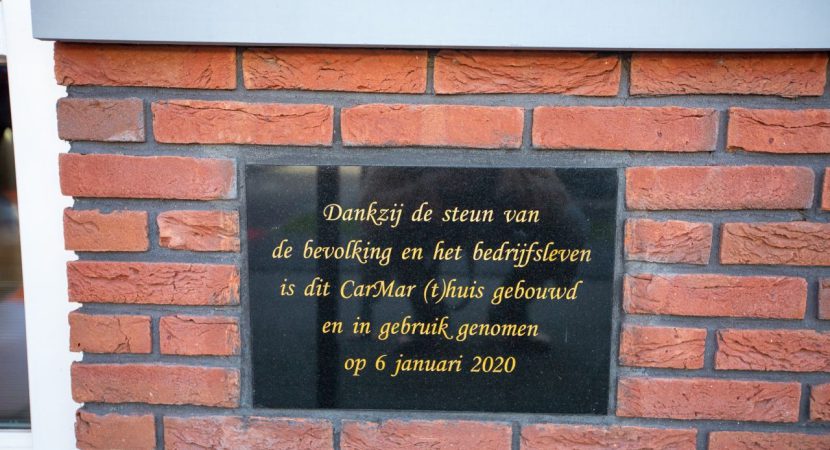 Dankzij de steun van
de bevolking en het bedrijfsleven
is dit CarMar (t)huis gebouwd
en in gebruik genomen
op 6 januari 2020